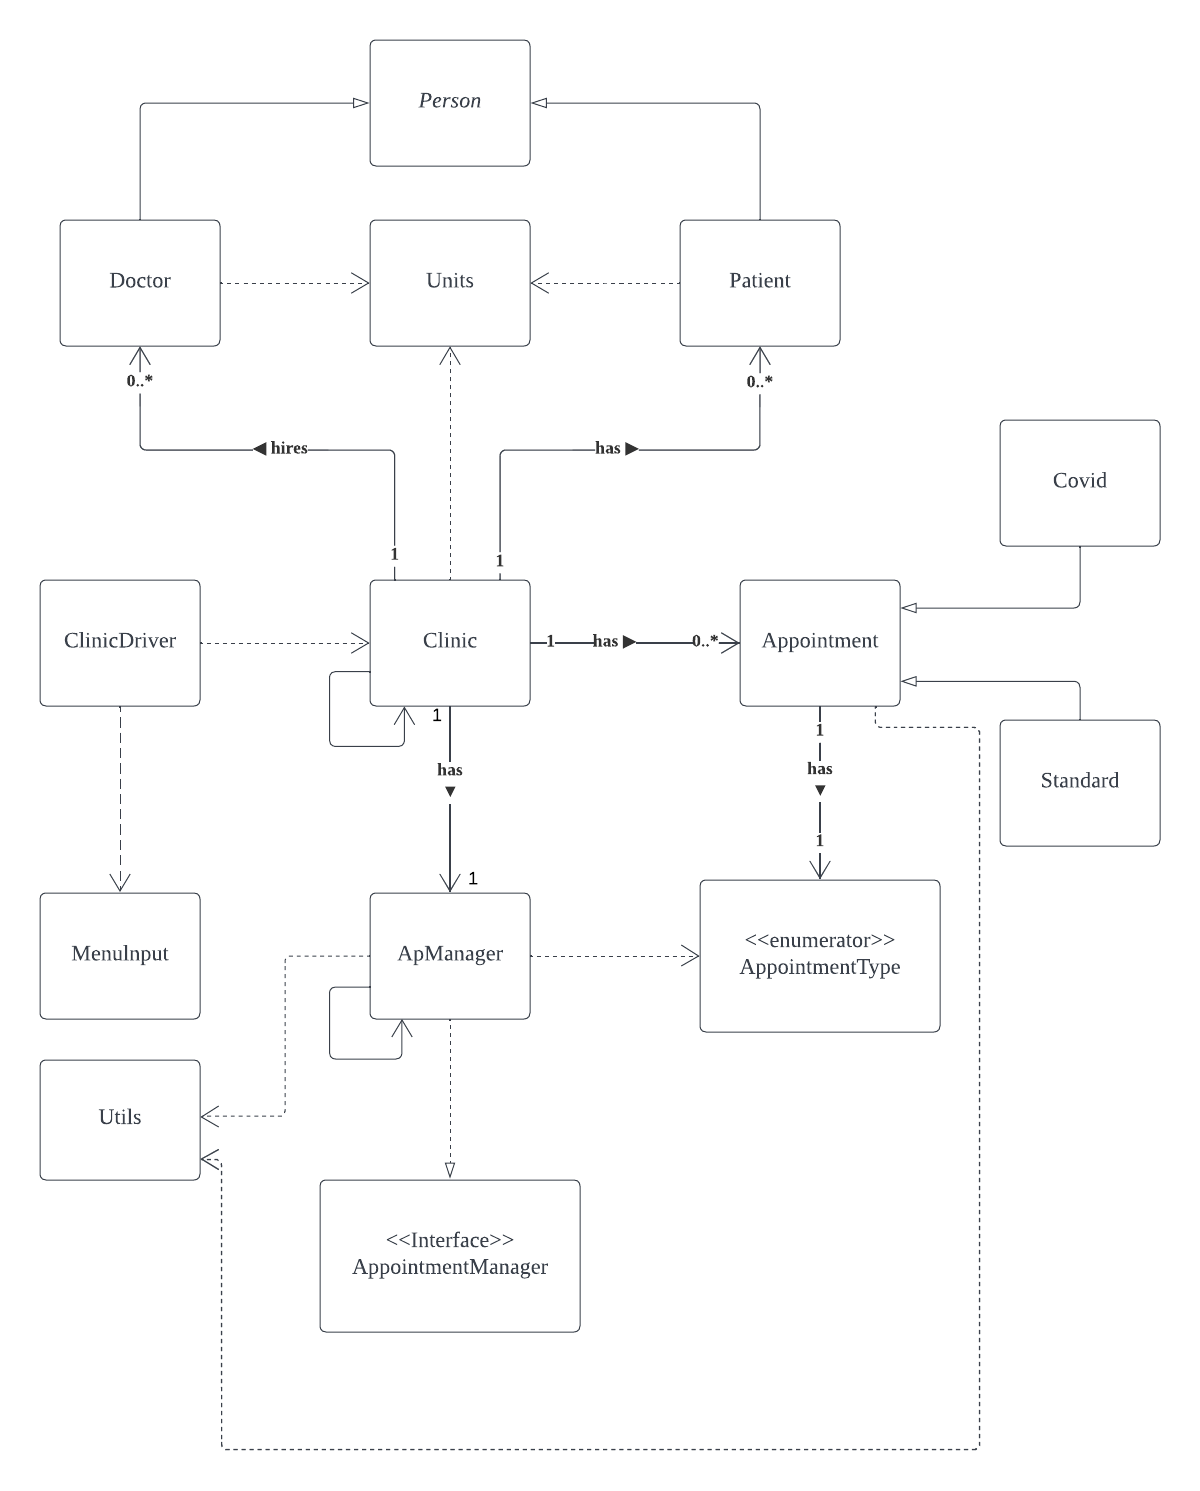 Person
Doctor
Units
Patient
0..*
0..*
◀ hires
has ▶
Covid
1
1
ClinicDriver
Clinic
1
has ▶
0..*
Appointment
1
1
has
▼
has
▼
Standard
1
1
MenuInput
ApManager
<<enumerator>>
AppointmentType
Utils
<<Interface>>
AppointmentManager